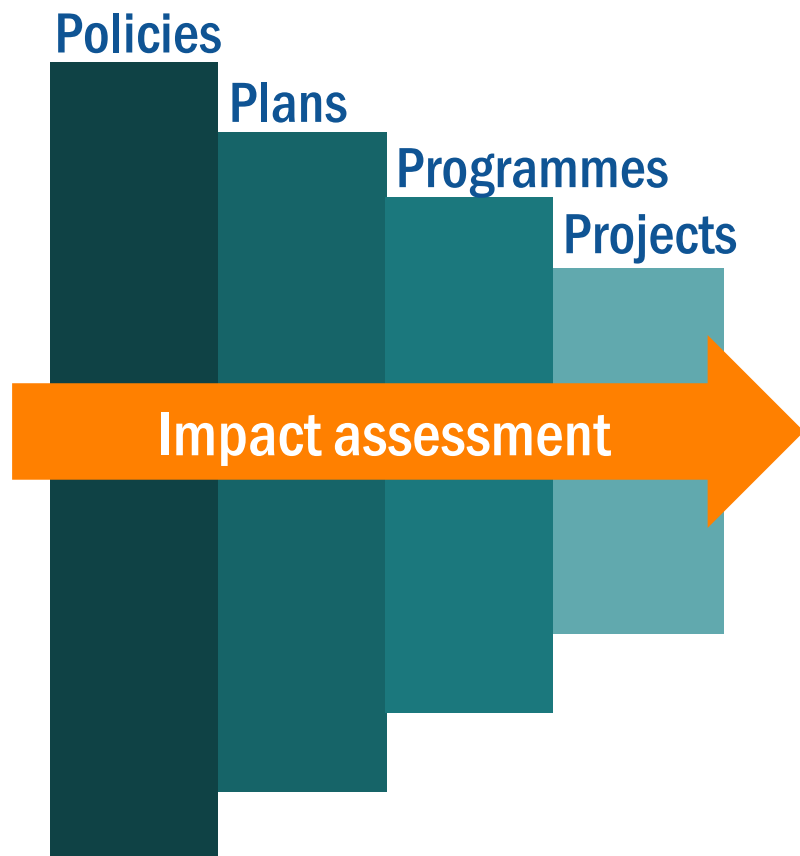 Policies
Plans
Programmes
Projects
Impact assessment